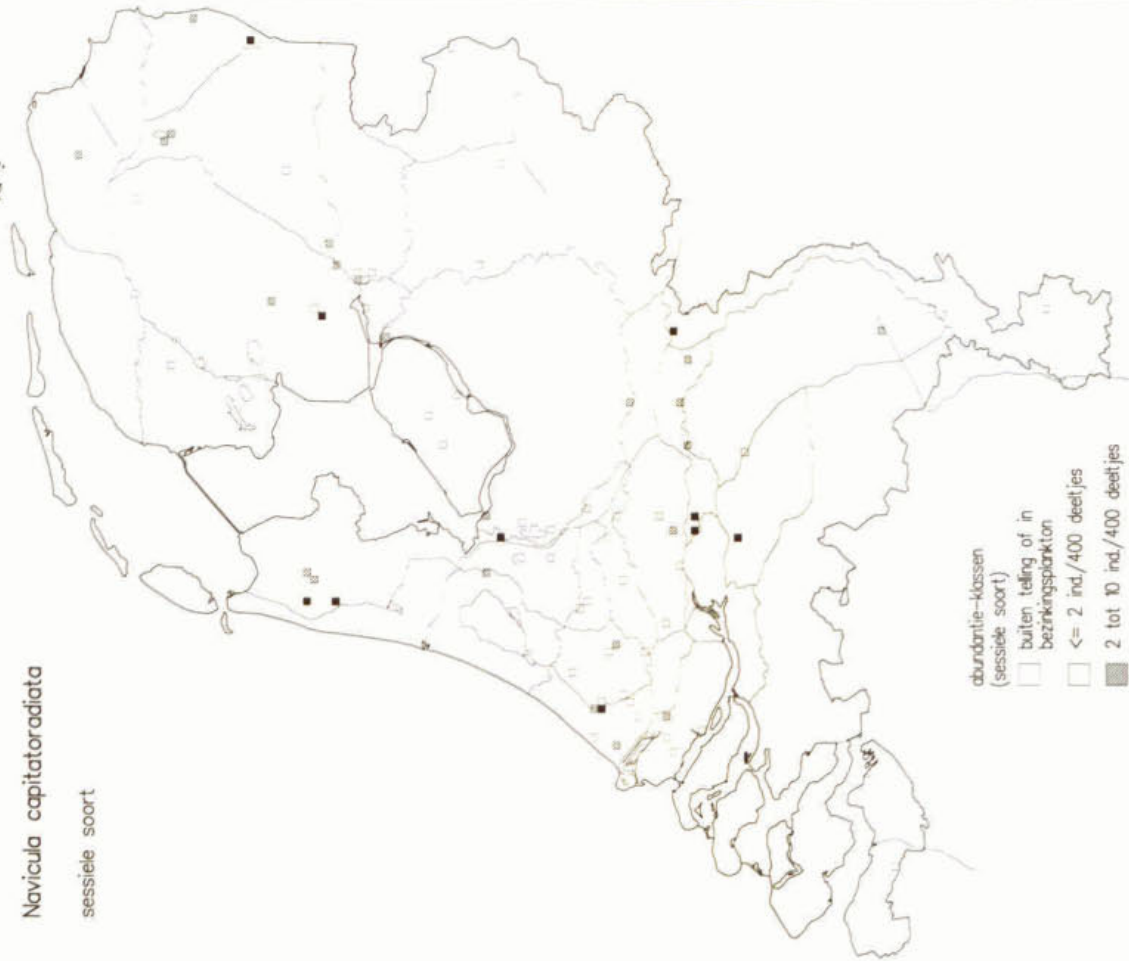 Navicula capitatoradiata
sessiele soort
abundantie-klassen
(sessiele soort)
buiten telling of in
bezinkingsplankton
<= 2 ind./400 deeltjes
2 tot 10 ind./400 deeltjes